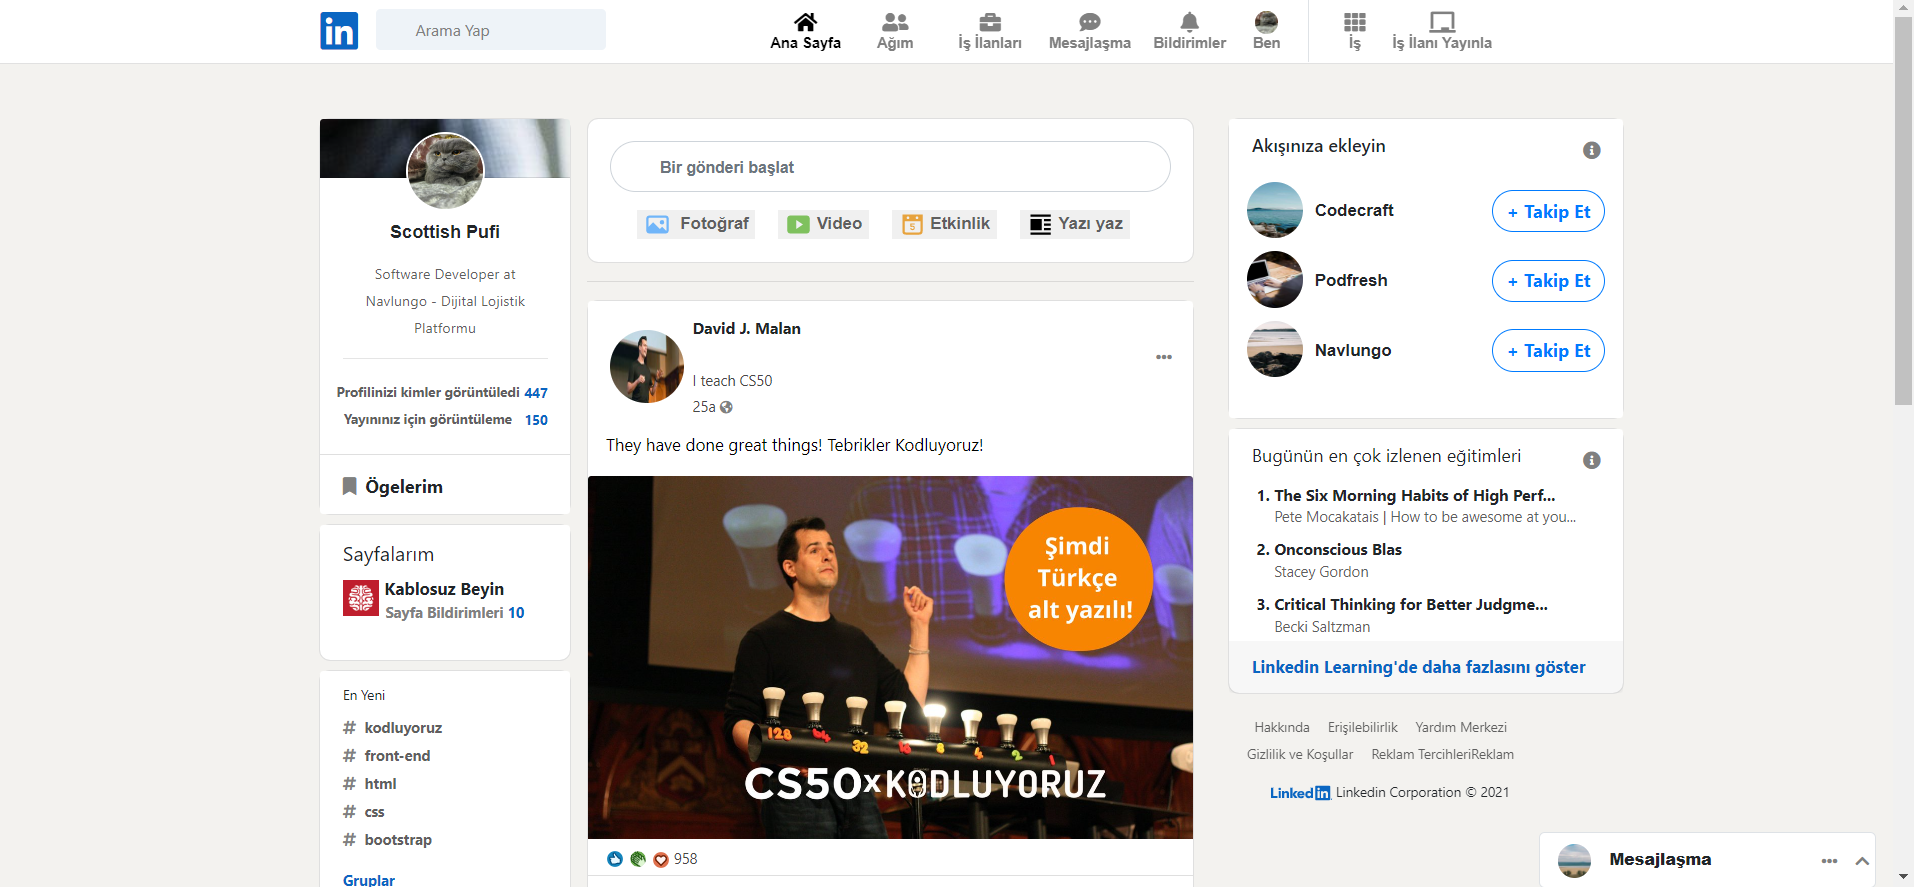 in
Arama Yap
Ana Sayfa
Ağım
İş İlanları
Mesajlaşma
Bildirimler
Ben
İş
İş İlanı Yayınla
Scottish Pufi
Software Developer at
Navlungo - Dijital Lojistik
Platformu
Profilinizi kimler görüntüledi 447
Yayınınız için görüntüleme 150
Ögelerim
Sayfalarım
Kablosuz Beyin
Sayfa Bildirimleri 10
En Yeni
# kodluyoruz
# front-end
# html
# css
# bootstrap
Gruplar
Bir gönderi başlat
Fotoğraf
Video
5
Etkinlik
Yazı yaz
David J. Malan
I teach CS50
25a
They have done great things! Tebrikler Kodluyoruz!
Şimdi
Türkçe
alt yazılı!
128 64 32 16 8 4 2 1
CS50xKODLUYORUZ
958
Akışınıza ekleyin
Codecraft
+ Takip Et
Podfresh
+ Takip Et
Navlungo
+ Takip Et
Bugünün en çok izlenen eğitimleri
1. The Six Morning Habits of High Perf...
Pete Mocakatais | How to be awesome at you...
2. Onconscious Blas
Stacey Gordon
3. Critical Thinking for Better Judgme...
Becki Saltzman
Linkedin Learning'de daha fazlasını göster
Hakkında Erişilebilirlik Yardım Merkezi
Gizlilik ve Koşullar Reklam TercihleriReklam
Linkedin Linkedin Corporation © 2021
Mesajlaşma